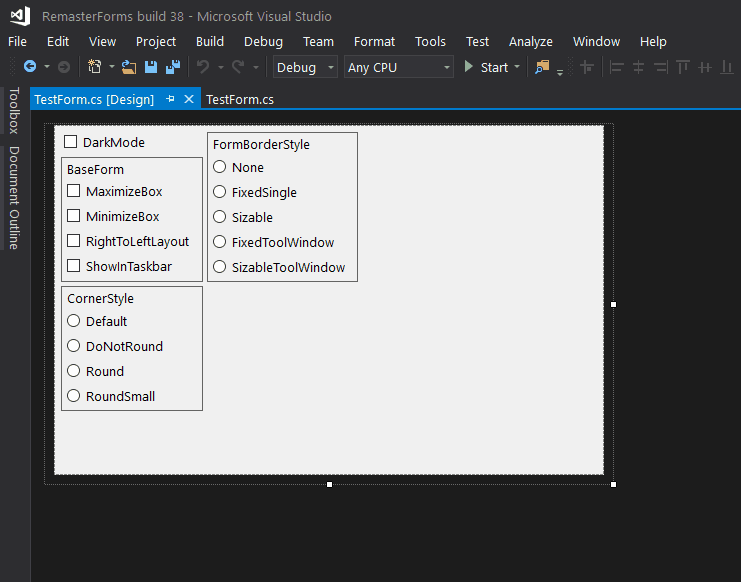 RemasterForms build 38 - Microsoft Visual Studio
File Edit View Project Build Debug Team Format Tools Test Analyze Window Help
Debug Any CPU Start
Toolbox
Document Outline
TestForm.cs [Design] TestForm.cs
DarkMode
BaseForm
MaximizeBox
MinimizeBox
RightToLeftLayout
ShowInTaskbar
FormBorderStyle
None
FixedSingle
Sizable
FixedToolWindow
SizableToolWindow
CornerStyle
Default
DoNotRound
Round
RoundSmall